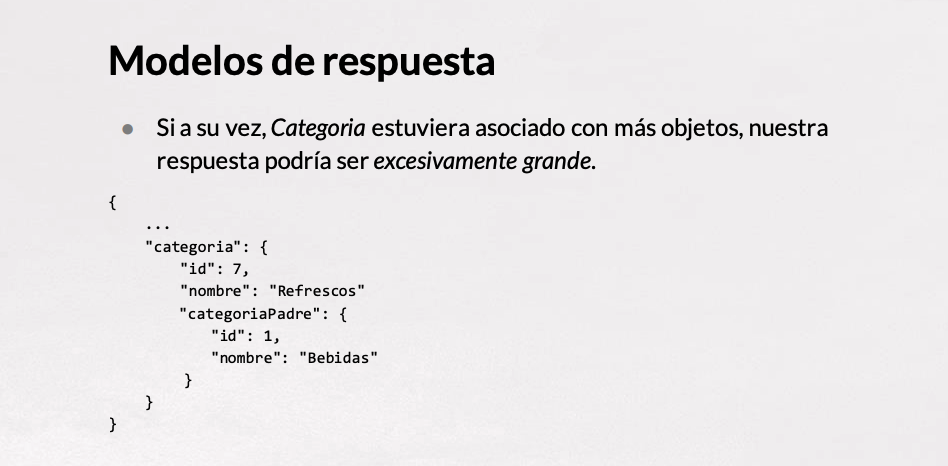 Modelos de respuesta
● Si a su vez, Categoria estuviera asociado con más objetos, nuestra
respuesta podría ser excesivamente grande.
{
...
"categoria": {
"id": 7,
"nombre": "Refrescos"
"categoriaPadre": {
"id": 1,
"nombre": "Bebidas"
}
}
}